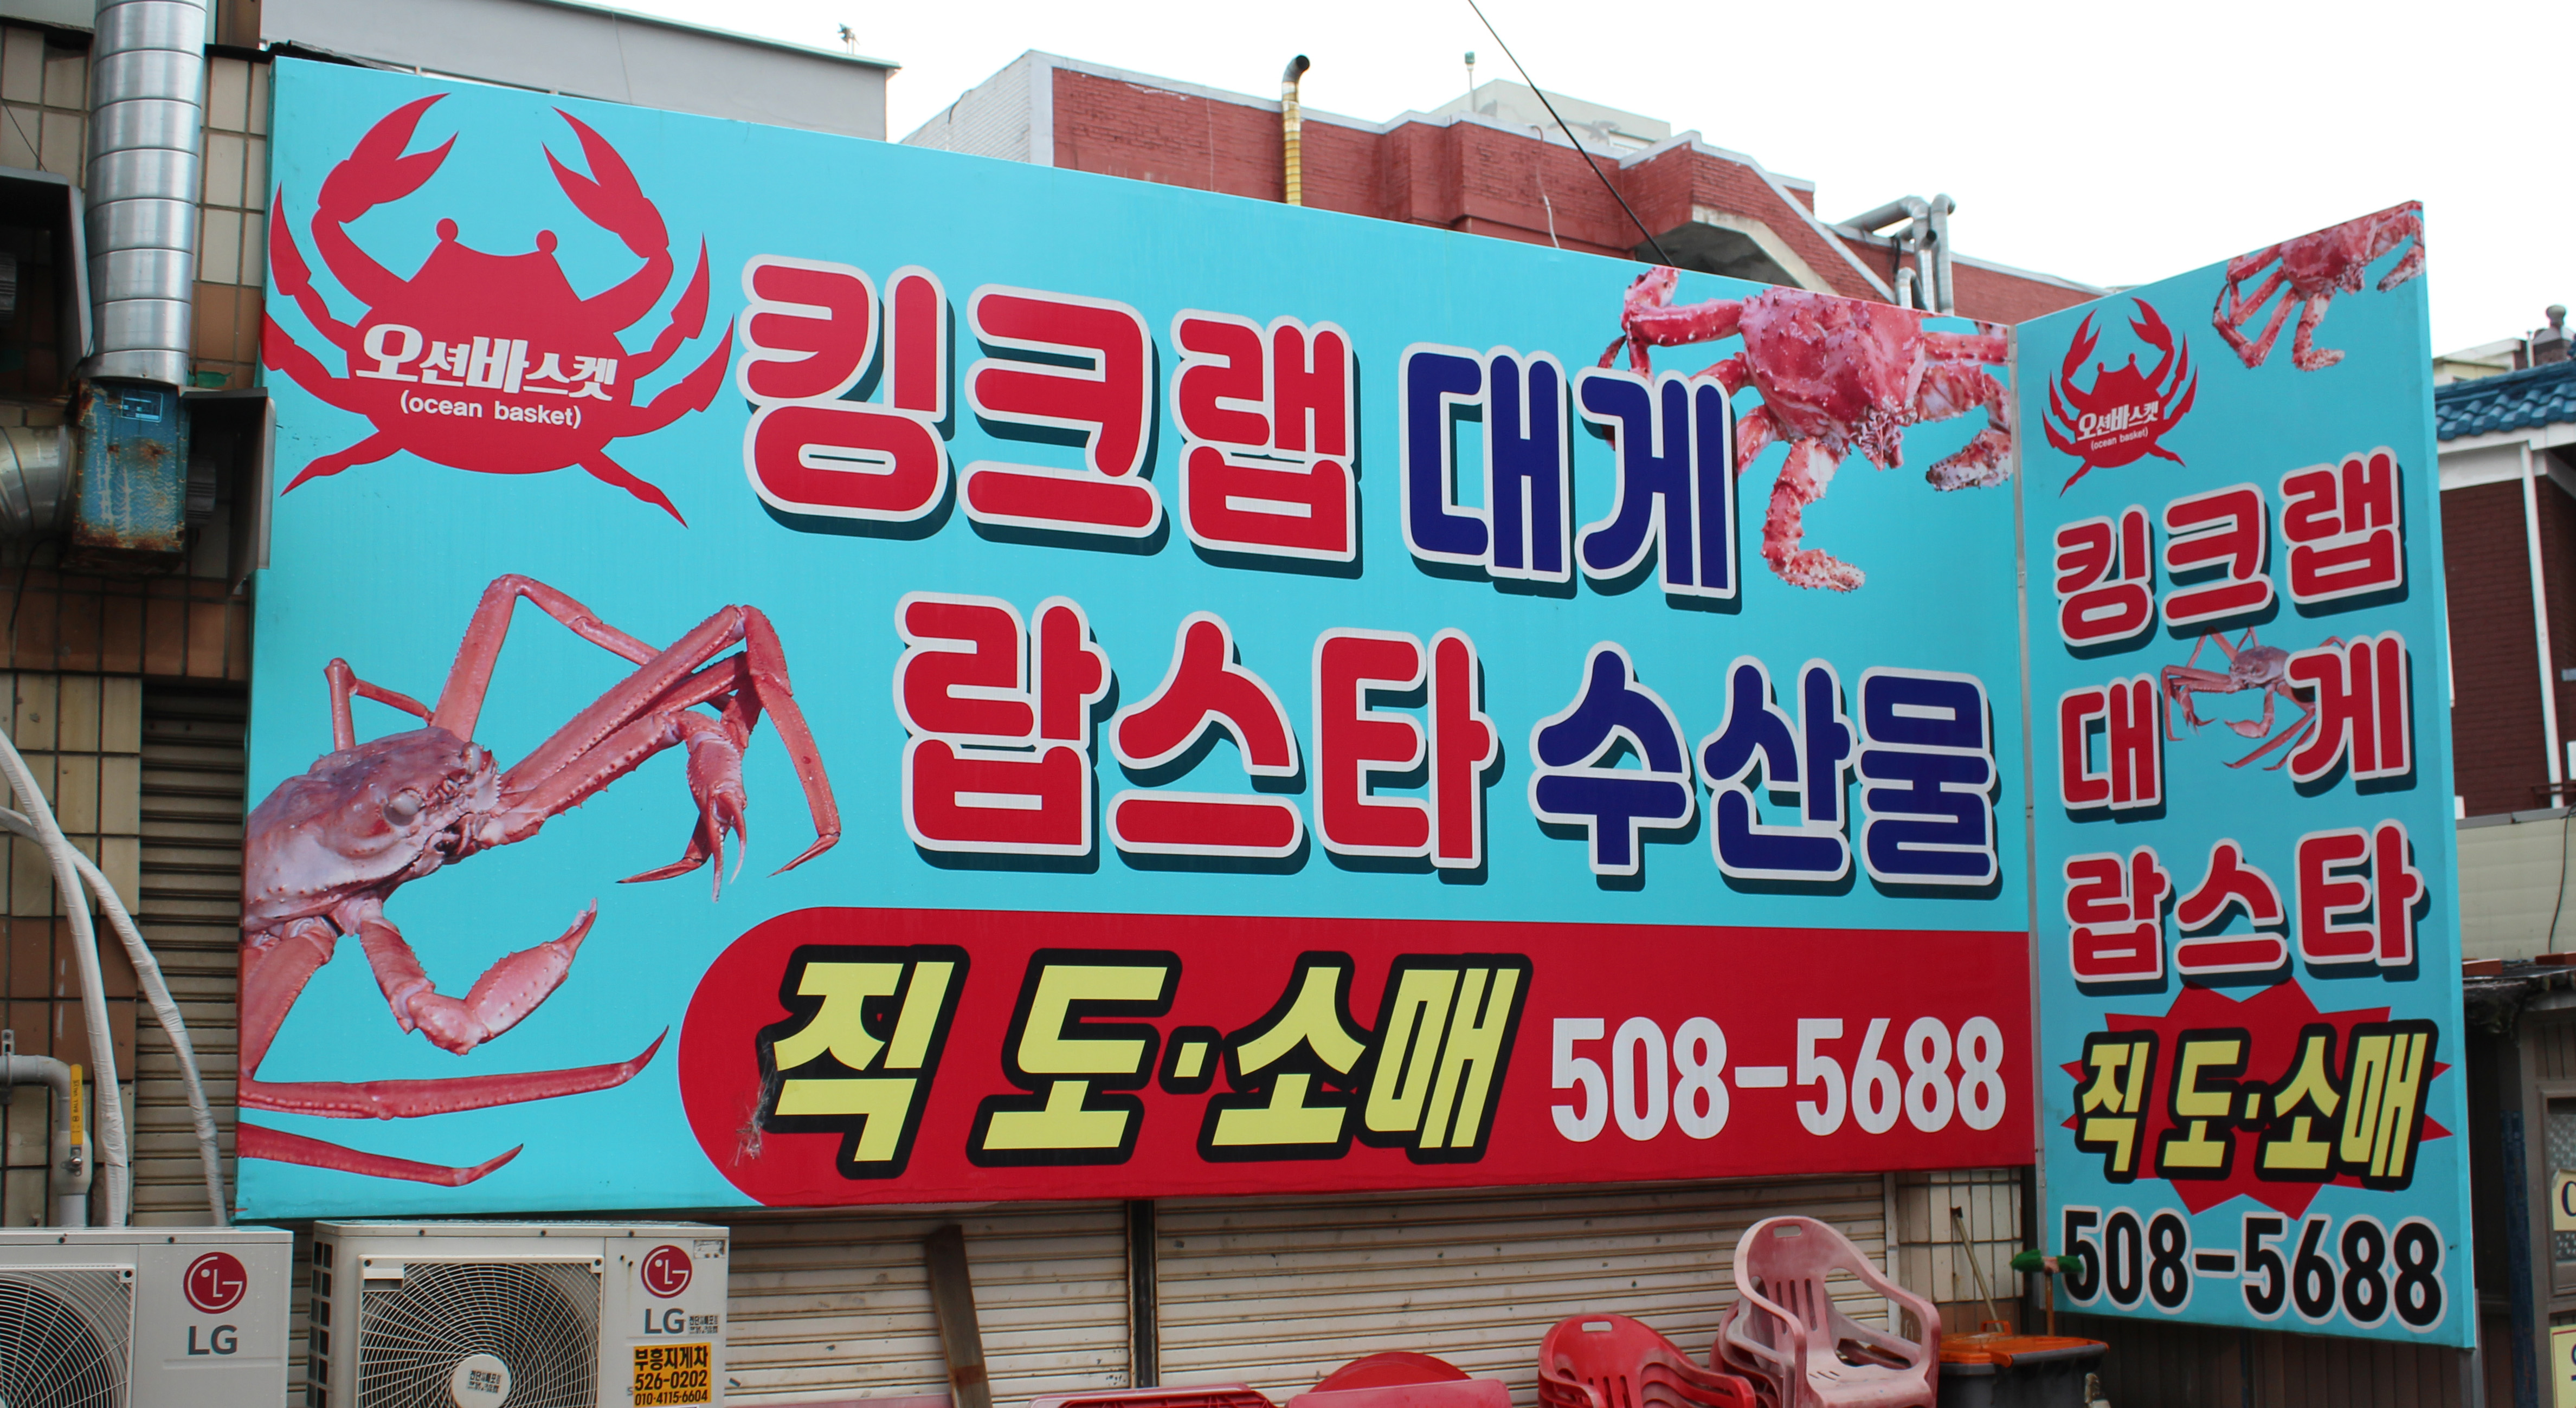 오션바스켓
(ocean basket)
킹크랩 대게
랍스타 수산물
직 도·소매 508-5688
오션바스켓
(ocean basket)
킹크랩
대게
랍스타
직 도·소매
508-5688
LG
LG
부흥지게차
526-0202
010-4115-6604